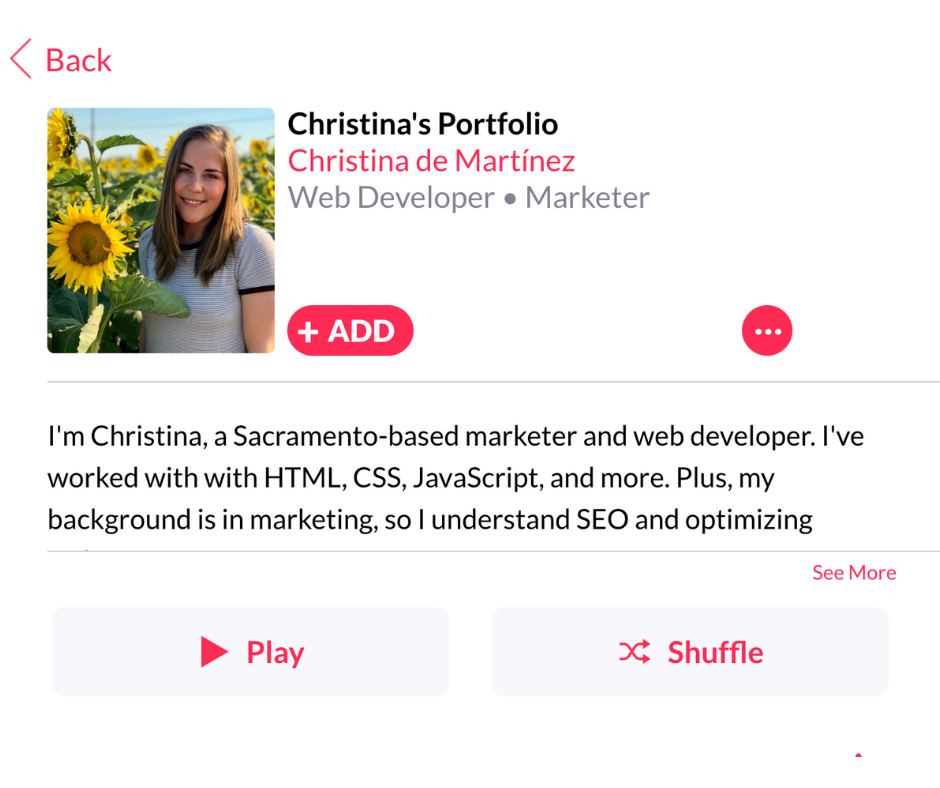 Back
Christina's Portfolio
Christina de Martínez
Web Developer • Marketer
+ ADD
I'm Christina, a Sacramento-based marketer and web developer. I've
worked with with HTML, CSS, JavaScript, and more. Plus, my
background is in marketing, so I understand SEO and optimizing
See More
Play
Shuffle